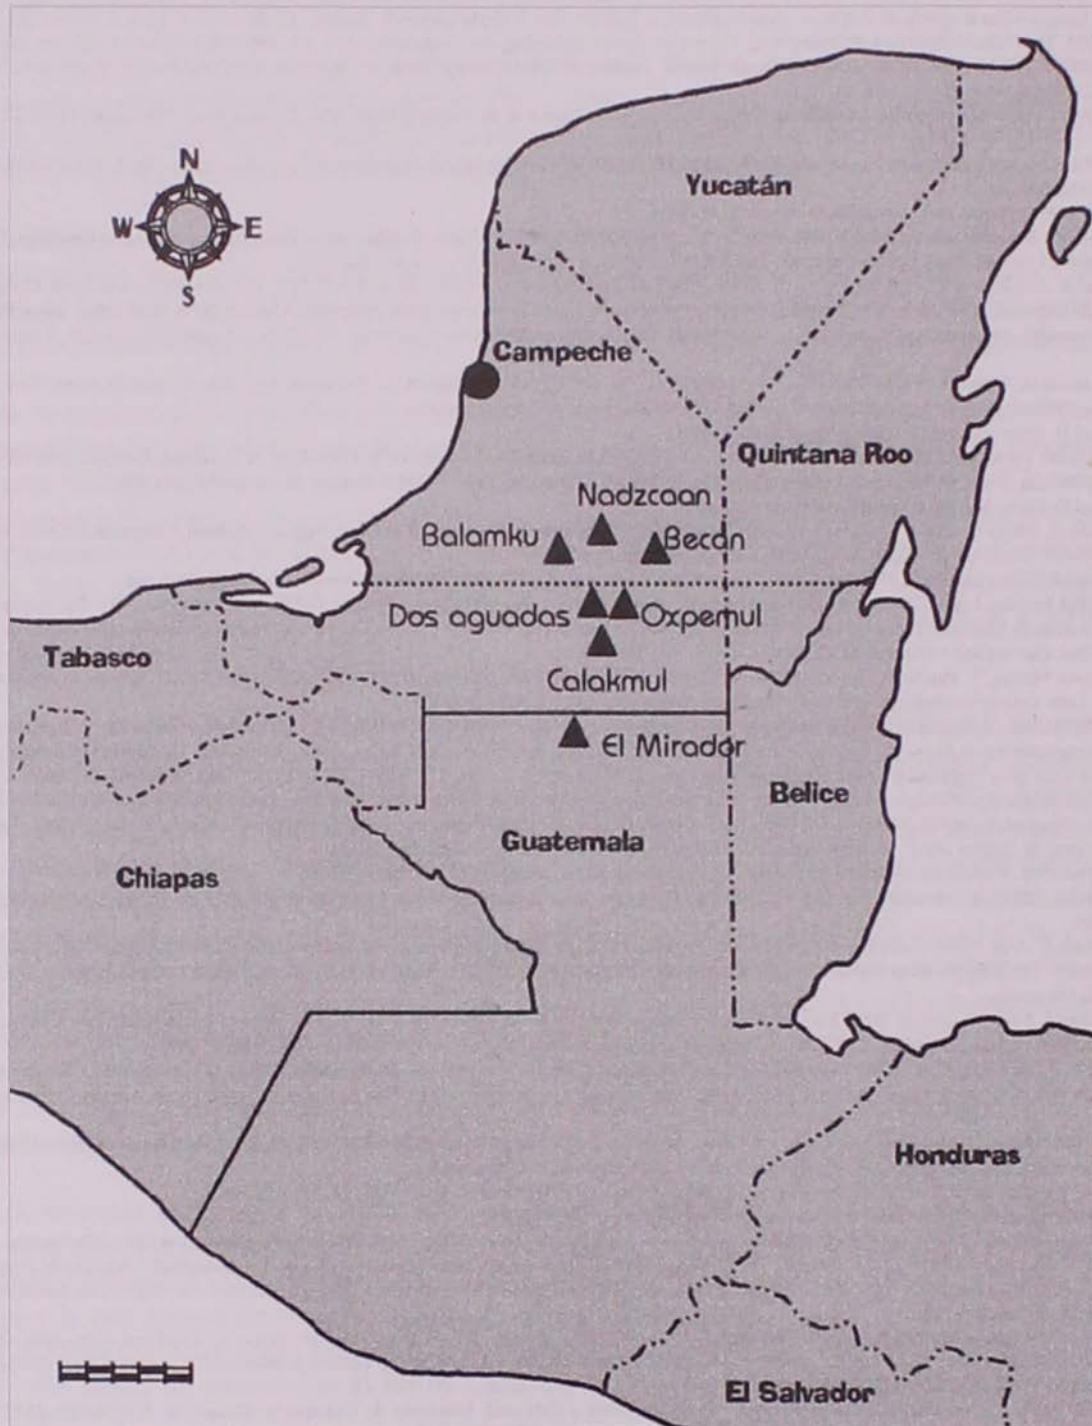 N
Yucatán
W E
S
Campeche
Quintana Roo
Nadzcaan
Balamku
Becán
Dos aguadas
Oxpemul
Tabasco
Calakmul
El Mirador
Belice
Guatemala
Chiapas
Honduras
El Salvador